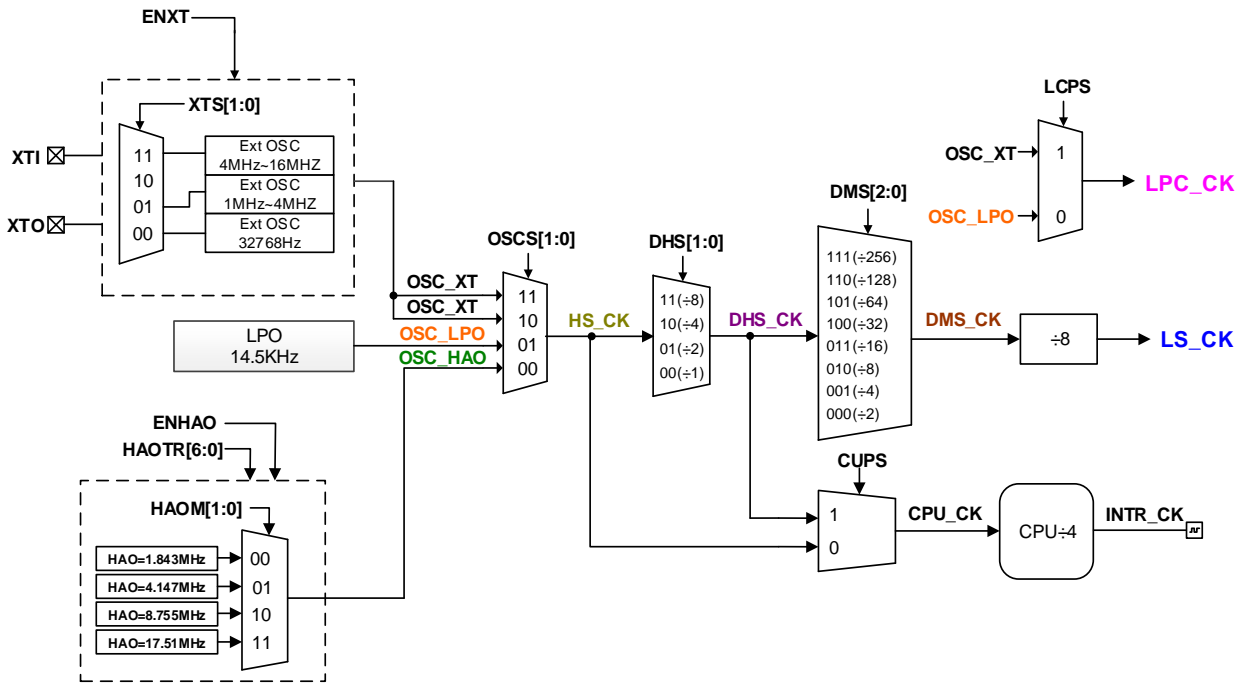 ENXT
XTS[1:0]
XTI
XTO
11
10
01
00
Ext OSC
4MHz~16MHZ
Ext OSC
1MHz~4MHZ
Ext OSC
32768Hz
LPO
14.5KHz
OSC_XT
OSC_XT
OSC_LPO
OSC_HAO
OSCS[1:0]
11
10
01
00
HS_CK
DHS[1:0]
11(÷8)
10(÷4)
01(÷2)
00(÷1)
DHS_CK
DMS[2:0]
111(÷256)
110(÷128)
101(÷64)
100(÷32)
011(÷16)
010(÷8)
001(÷4)
000(÷2)
DMS_CK
÷8
LS_CK
LCPS
OSC_XT
1
OSC_LPO
0
LPC_CK
ENHAO
HAOTR[6:0]
HAOM[1:0]
HAO=1.843MHz
00
HAO=4.147MHz
01
HAO=8.755MHz
10
HAO=17.51MHz
11
CUPS
1
0
CPU_CK
CPU÷4
INTR_CK